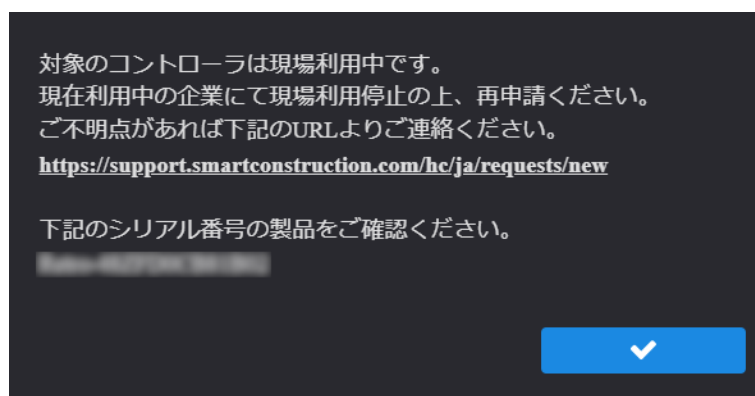 対象のコントローラは現場利用中です。
現在利用中の企業にて現場利用停止の上、再申請ください。
ご不明点があれば下記のURLよりご連絡ください。
https://support.smartconstruction.com/hc/ja/requests/new
下記のシリアル番号の製品をご確認ください。